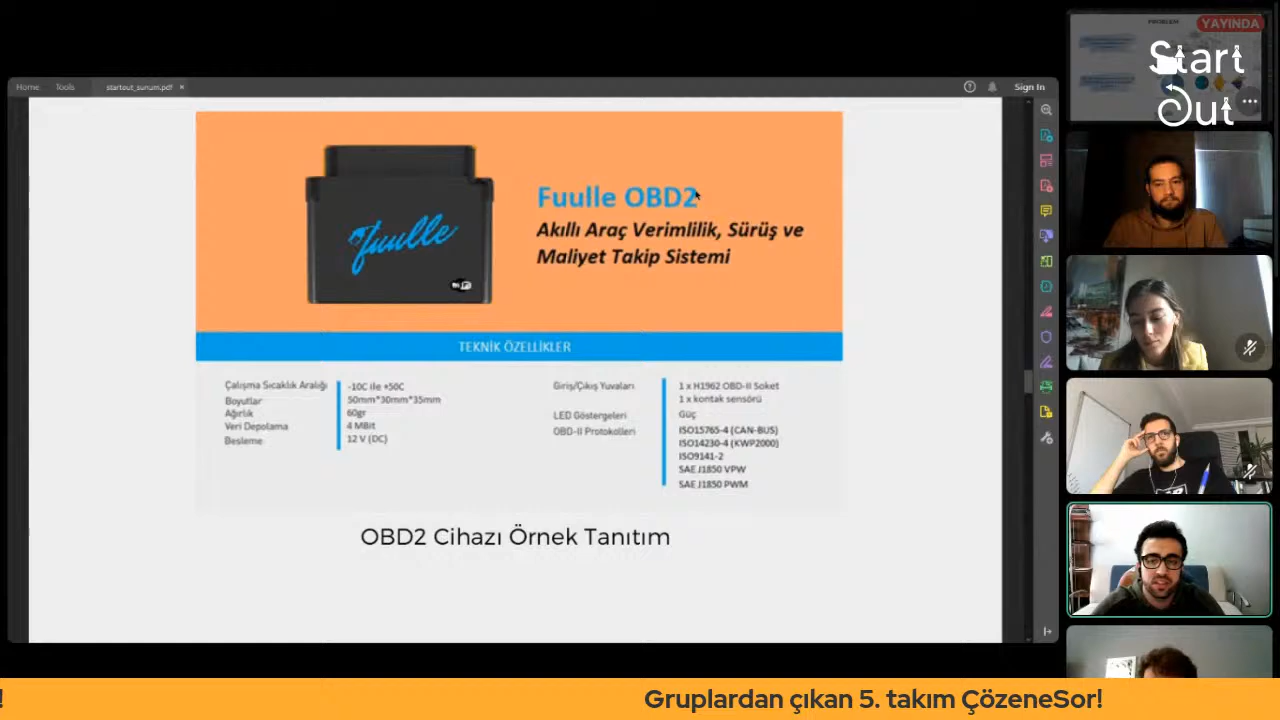 YAYINDA
PROBLEM
Start
Out
Home Tools startout_sunum.pdf × Sign In
fuulle
WiFi
Fuulle OBD2
Akıllı Araç Verimlilik, Sürüş ve
Maliyet Takip Sistemi
TEKNİK ÖZELLİKLER
Çalışma Sıcaklık Aralığı -10C ile +50C
Boyutlar 50mm*30mm*35mm
Ağırlık 60gr
Veri Depolama 4 MBit
Besleme 12 V (DC)
Giriş/Çıkış Yuvaları 1 x H1962 OBD-II Soket
1 x kontak sensörü
LED Göstergeleri Güç
OBD-II Protokolleri ISO15765-4 (CAN-BUS)
ISO14230-4 (KWP2000)
ISO9141-2
SAE J1850 VPW
SAE J1850 PWM
OBD2 Cihazı Örnek Tanıtım
! Gruplardan çıkan 5. takım ÇözeneSor!